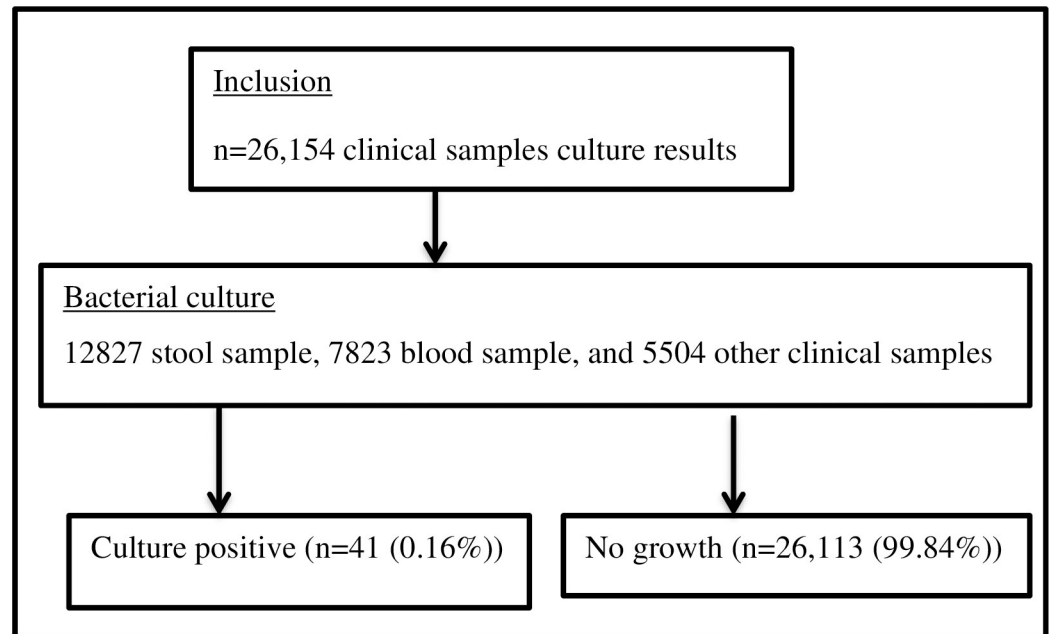 Inclusion
n=26,154 clinical samples culture results
Bacterial culture
12827 stool sample, 7823 blood sample, and 5504 other clinical samples
Culture positive (n=41 (0.16%))
No growth (n=26,113 (99.84%))